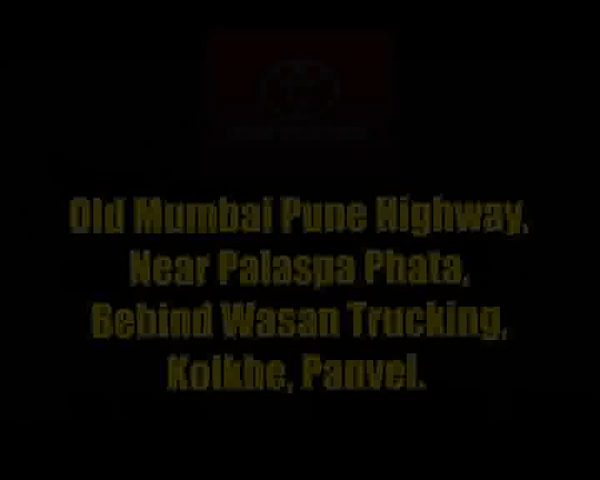 Old Mumbai Pune Highway,
Near Palaspa Phata,
Behind Wasan Trucking,
Kolkhe, Panvel.